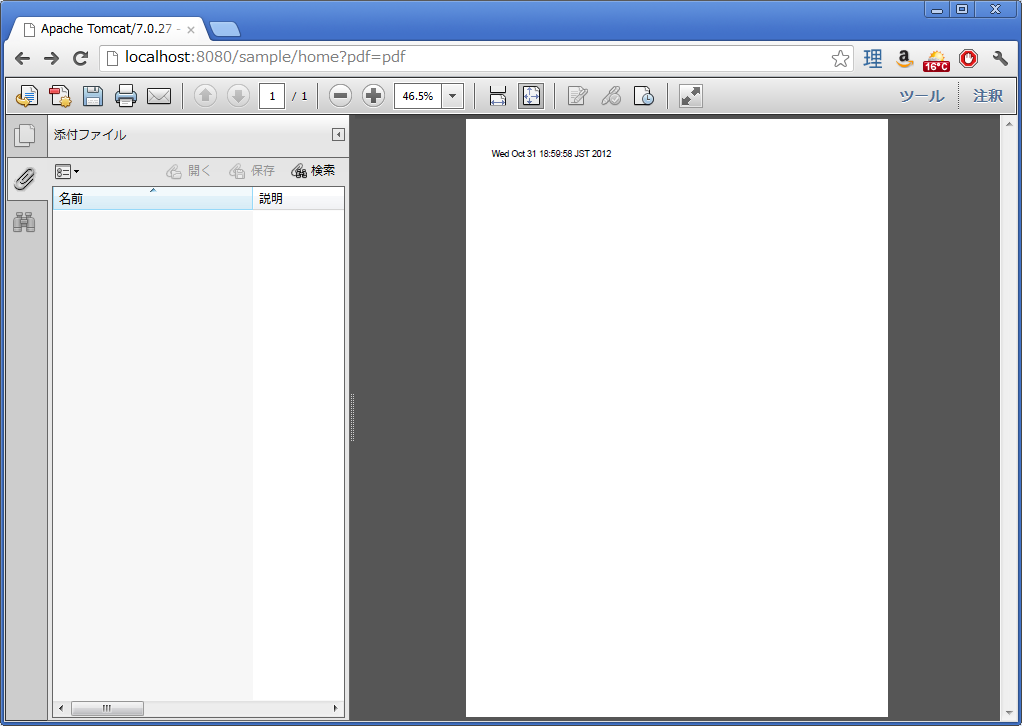 Apache Tomcat/7.0.27 -
localhost:8080/sample/home?pdf=pdf
理
a
16°C
1 / 1
46.5%
ツール
注釈
添付ファイル
開く
保存
検索
名前
説明
Wed Oct 31 18:59:58 JST 2012